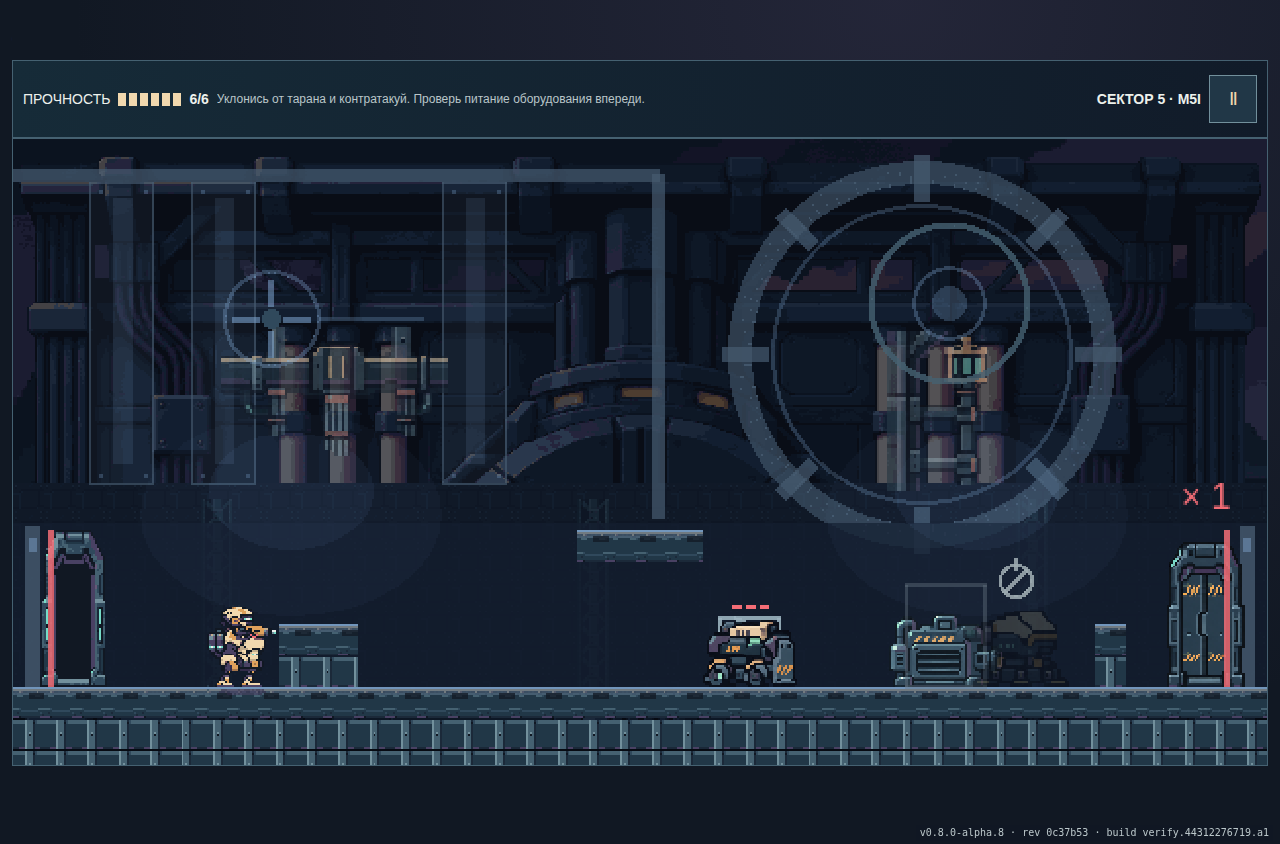 ПРОЧНОСТЬ 6/6 Уклонись от тарана и контратакуй. Проверь питание оборудования впереди. СЕКТОР 5 · M5I
× 1
v0.8.0-alpha.8 · rev 0c37b53 · build verify.44312276719.a1